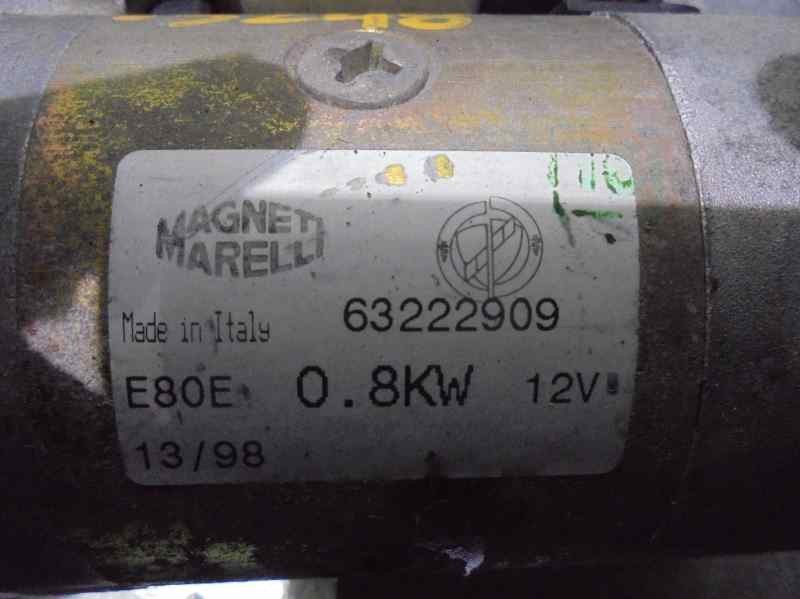 MAGNETI
MARELLI
63222909
Made in Italy
E80E 0.8KW 12V
13/98